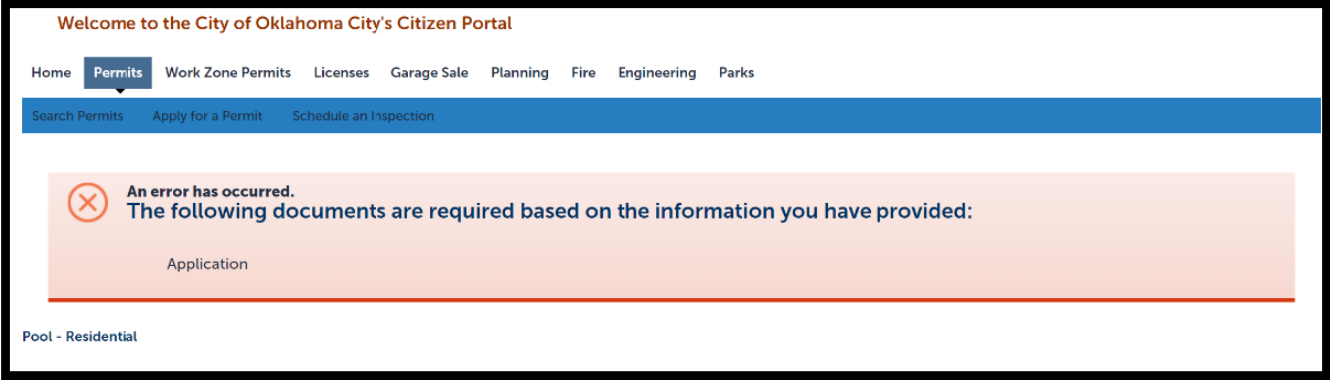 Welcome to the City of Oklahoma City's Citizen Portal
Home Permits Work Zone Permits Licenses Garage Sale Planning Fire Engineering Parks
Search Permits Apply for a Permit Schedule an Inspection
An error has occurred.
The following documents are required based on the information you have provided:
Application
Pool - Residential